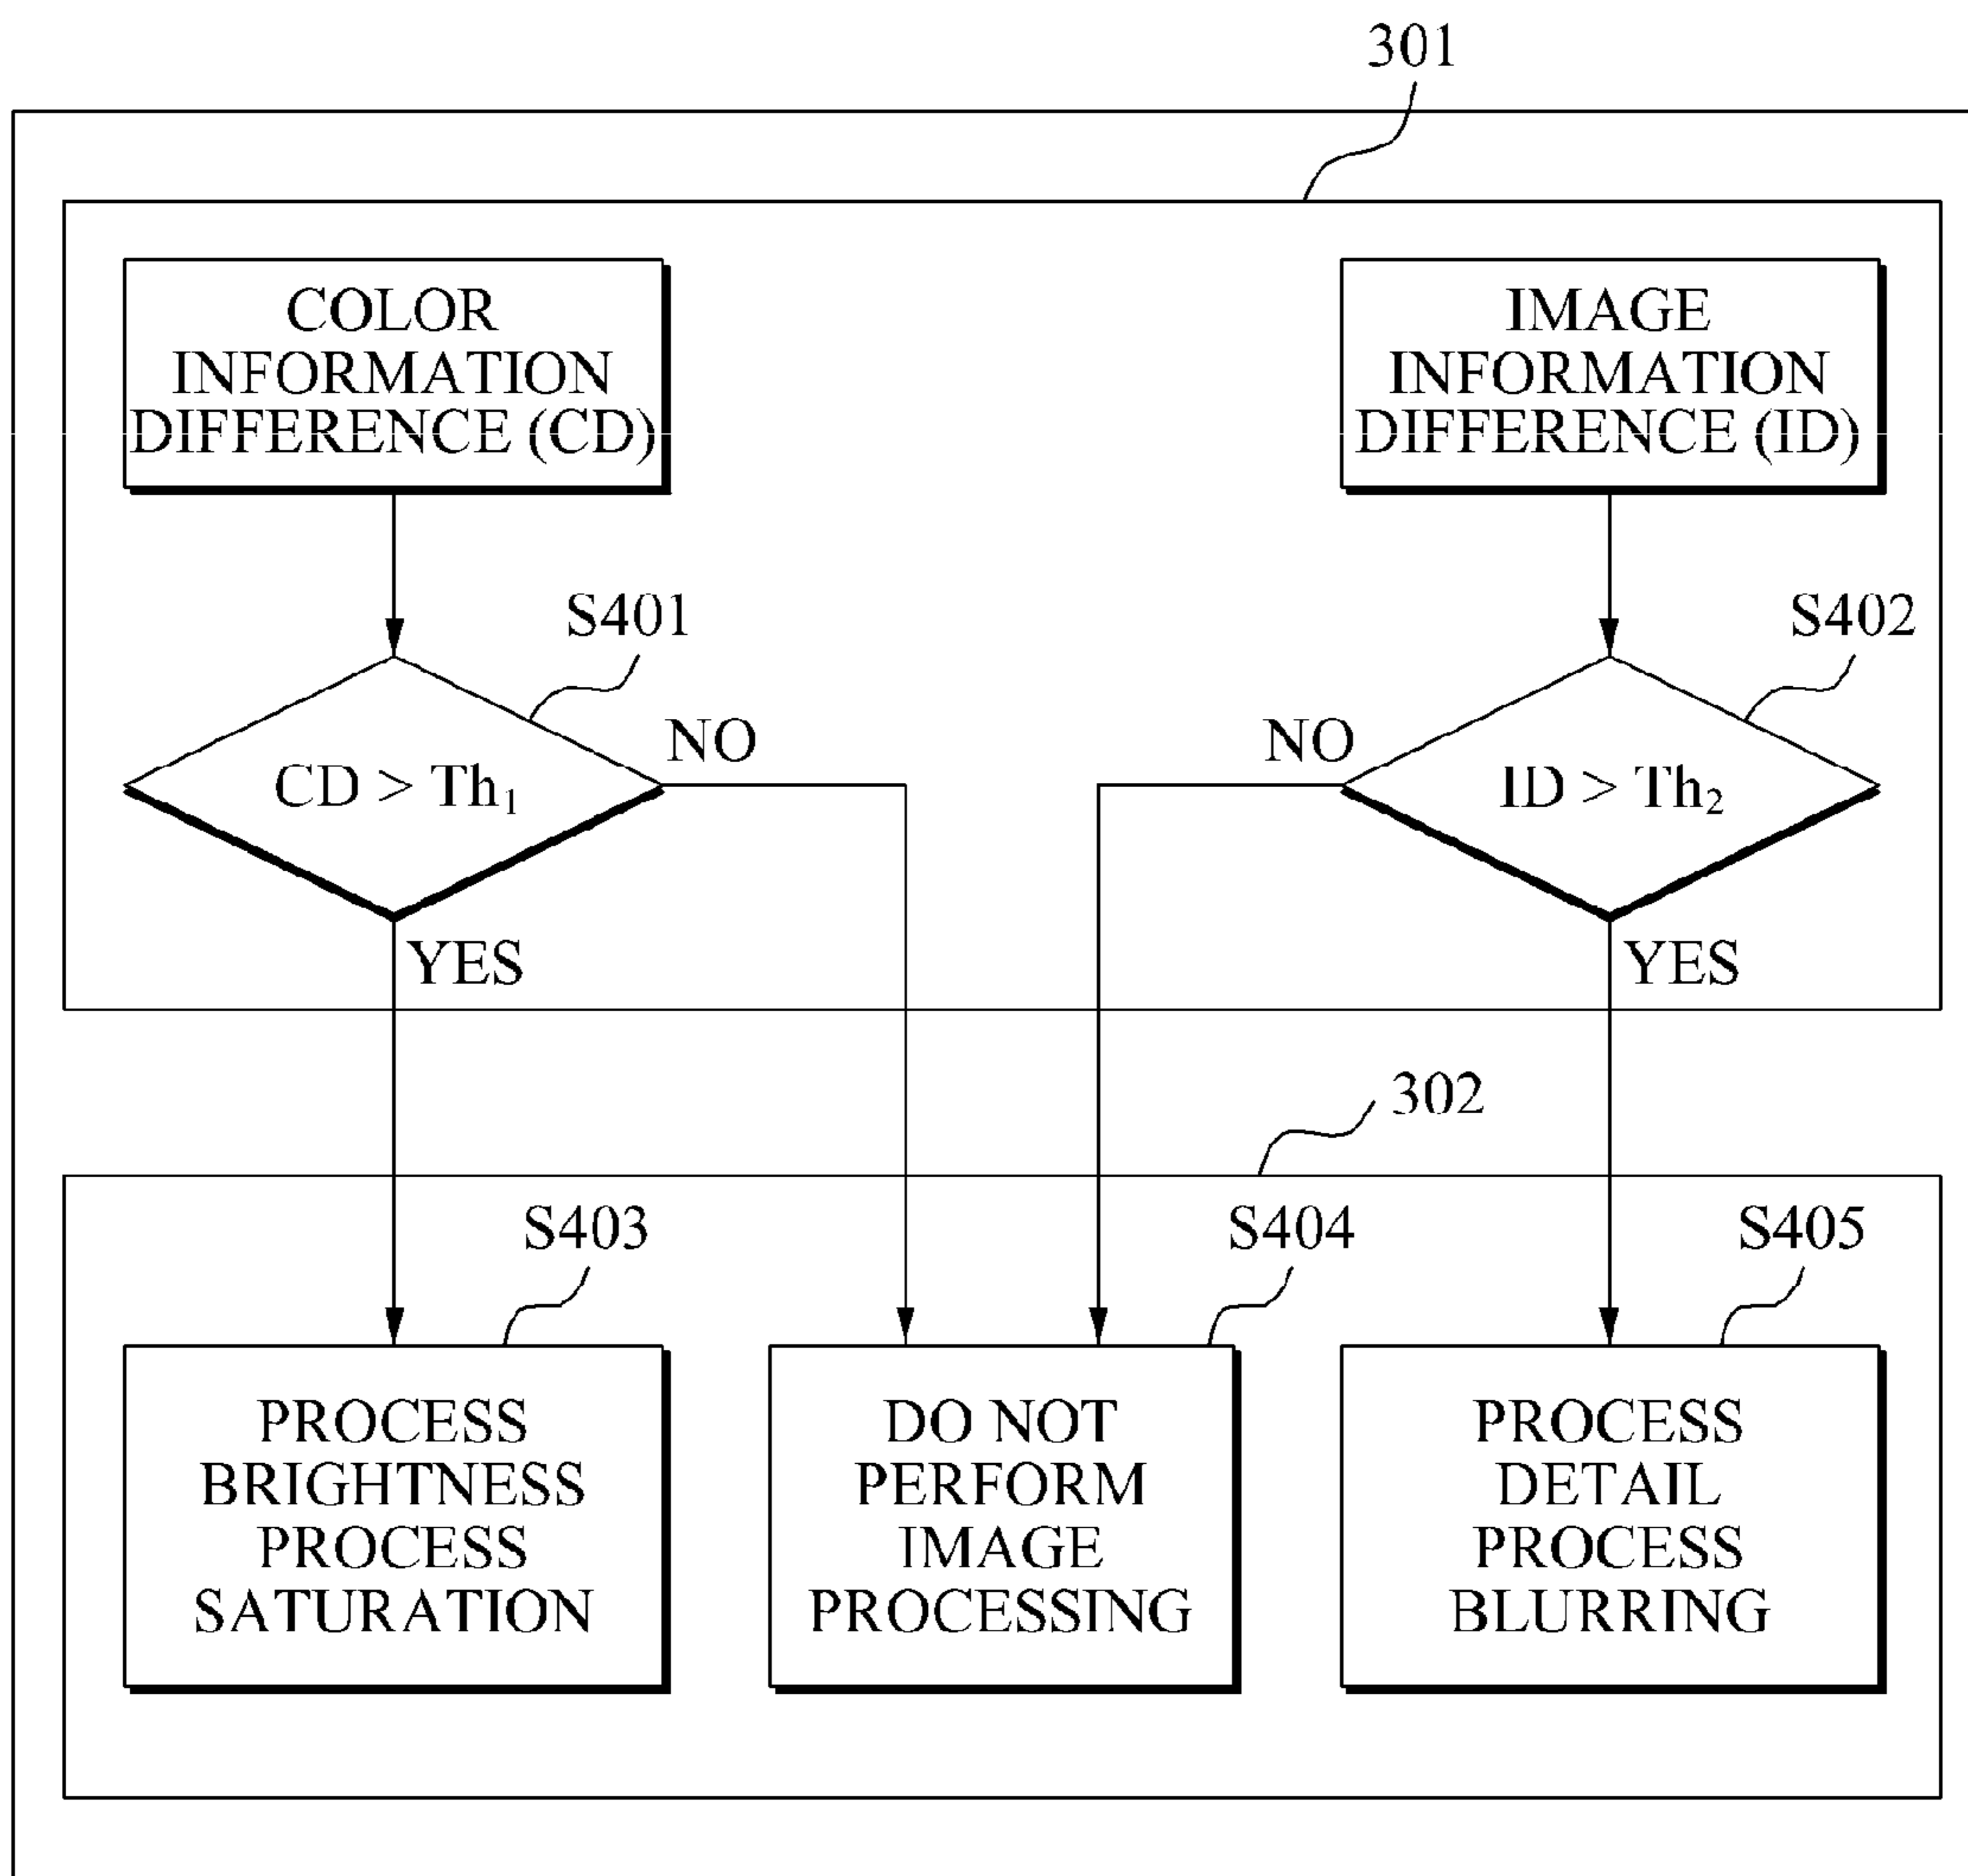 301
COLOR
INFORMATION
DIFFERENCE (CD)
IMAGE
INFORMATION
DIFFERENCE (ID)
S401
S402
CD > Th₁
NO
NO
ID > Th₂
YES
YES
302
S403
S404
S405
PROCESS
BRIGHTNESS
PROCESS
SATURATION
DO NOT
PERFORM
IMAGE
PROCESSING
PROCESS
DETAIL
PROCESS
BLURRING